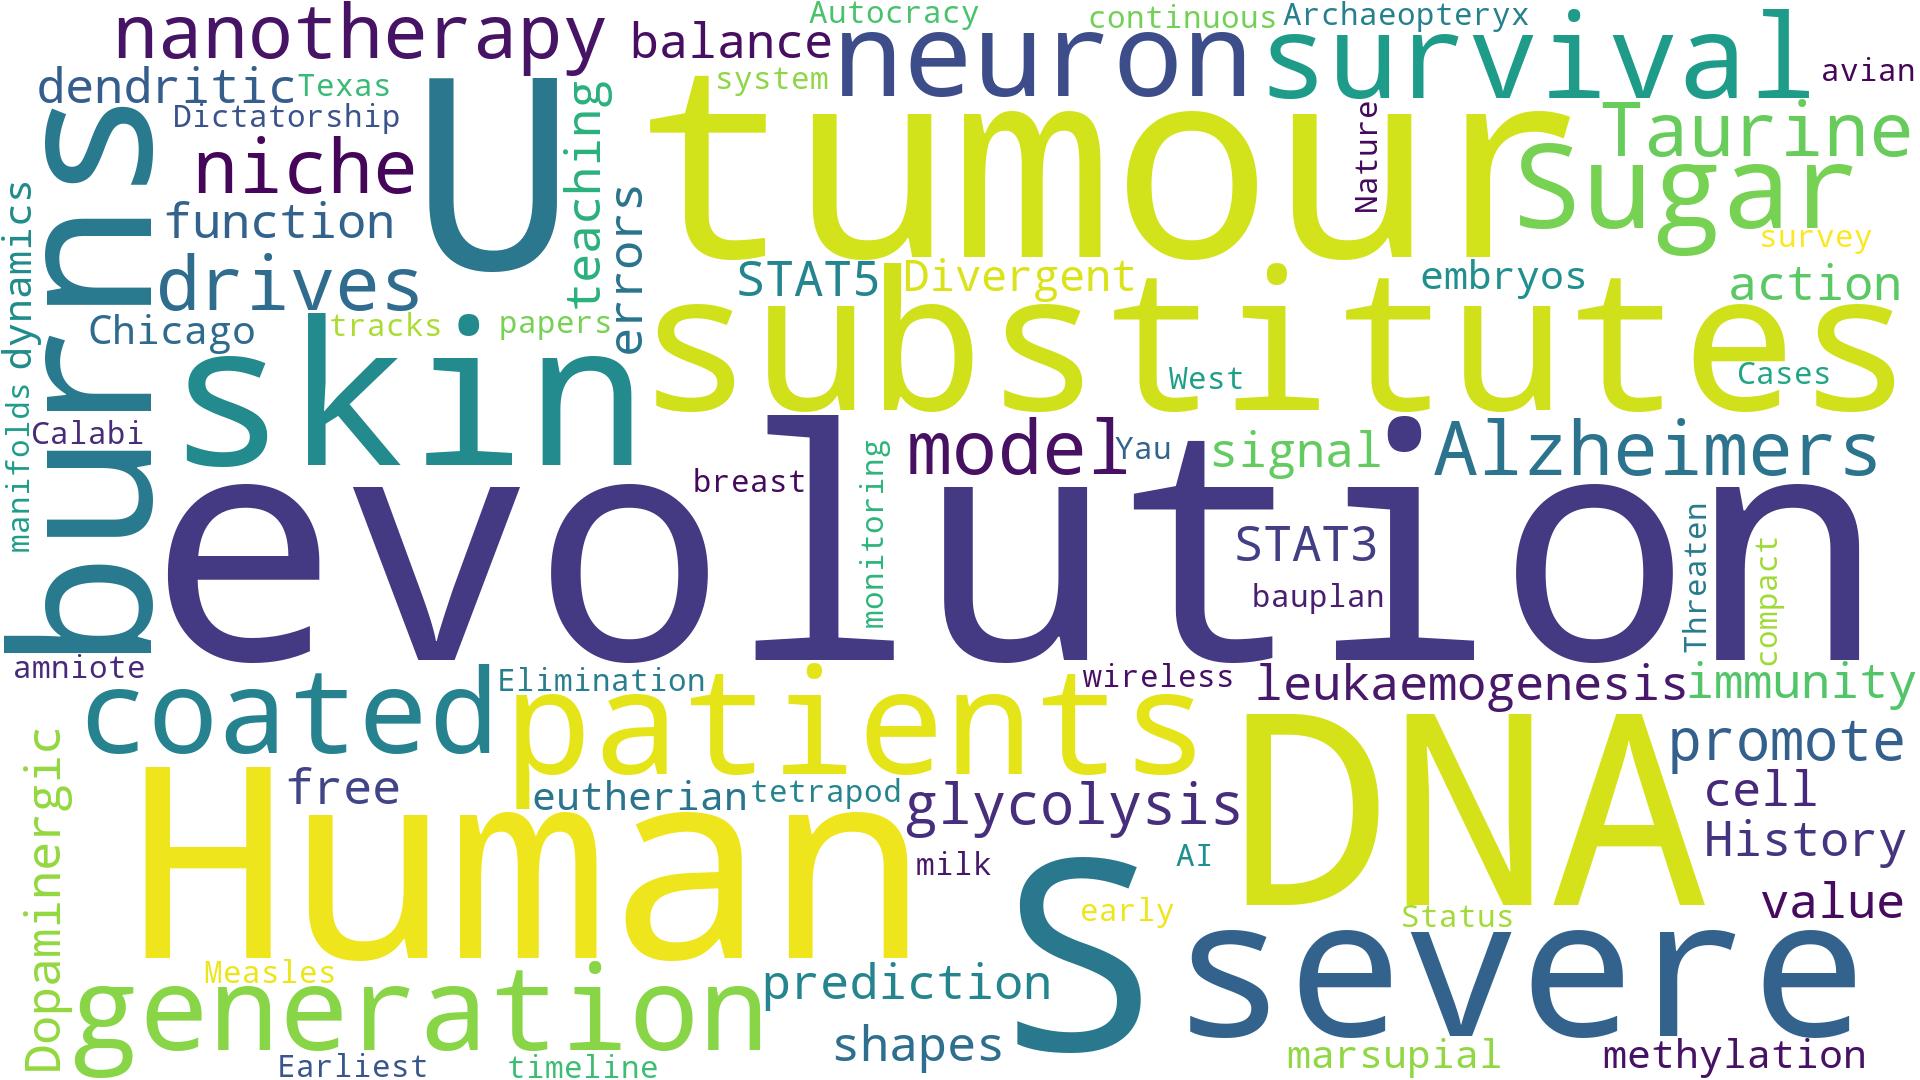 nanotherapy
balance
Autocracy
continuous
Archaeopteryx
neuron
survival
avian
dendritic
Texas
system
Dictatorship
teaching
U
tumour
Nature
Taurine
burns
niche
Sugar
errors
function
survey
dynamics
drives
STAT5
Divergent
embryos
action
Chicago
tracks
papers
substitutes
skin
West
Cases
manifolds
Calabi
model
Yau
signal
Alzheimers
breast
monitoring
evolution
STAT3
bauplan
Threaten
compact
amniote
Elimination
wireless
leukaemogenesis
immunity
coated
patients
DNA
promote
Dopaminergic
free
eutherian
tetrapod
glycolysis
cell
Human
History
milk
AI
S
early
value
Status
severe
Measles
generation
prediction
shapes
marsupial
methylation
Earliest
timeline